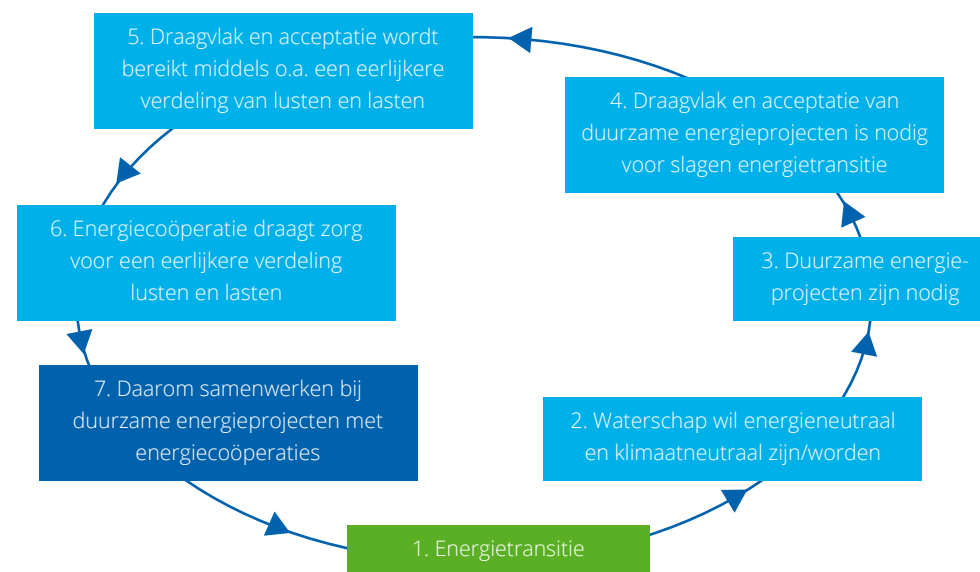 1. Energietransitie
2. Waterschap wil energieneutraal
en klimaatneutraal zijn/worden
3. Duurzame energie-
projecten zijn nodig
4. Draagvlak en acceptatie van
duurzame energieprojecten is nodig
voor slagen energietransitie
5. Draagvlak en acceptatie wordt
bereikt middels o.a. een eerlijkere
verdeling van lusten en lasten
6. Energiecoöperatie draagt zorg
voor een eerlijkere verdeling
lusten en lasten
7. Daarom samenwerken bij
duurzame energieprojecten met
energiecoöperaties